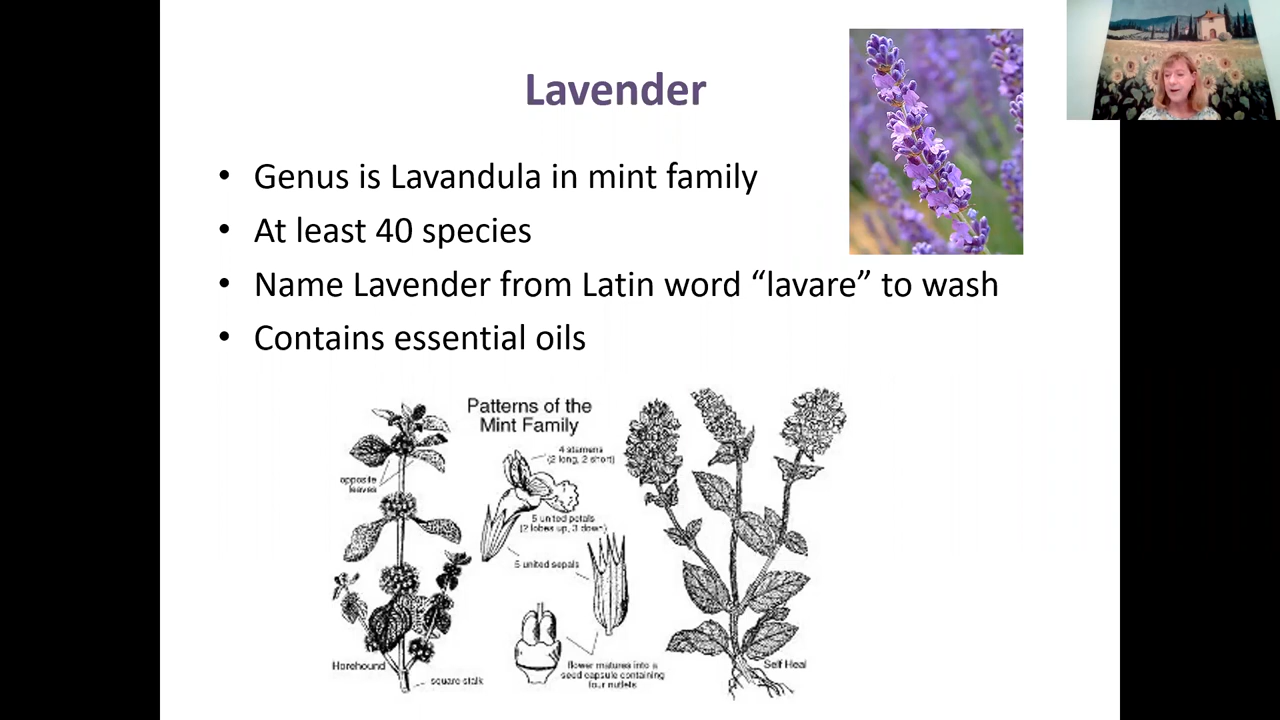 Lavender
• Genus is Lavandula in mint family
• At least 40 species
• Name Lavender from Latin word “lavare” to wash
• Contains essential oils
Patterns of the
Mint Family
4 stamens
(2 long, 2 short)
opposite
leaves
5 united petals
(2 lobes up, 3 down)
5 united sepals
Horehound
square stalk
flower matures into a
seed capsule containing
four nutlets
Self Heal